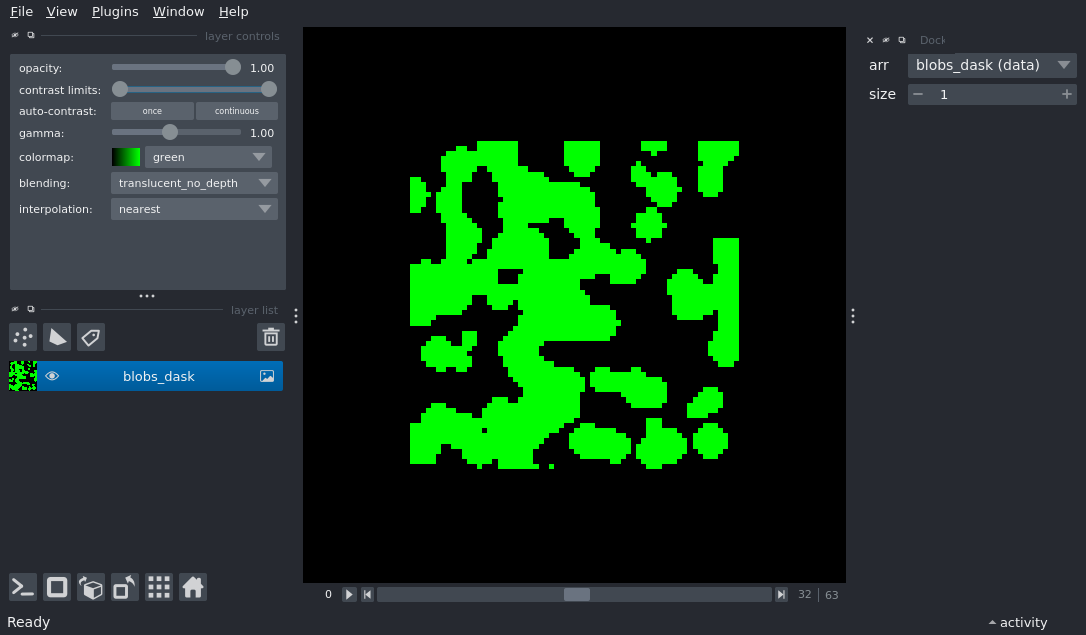 File View Plugins Window Help
layer controls
opacity: 1.00
contrast limits:
auto-contrast: once continuous
gamma: 1.00
colormap: green
blending: translucent_no_depth
interpolation: nearest
layer list
blobs_dask
Dock
arr blobs_dask (data)
size 1
0 32 63
Ready
activity